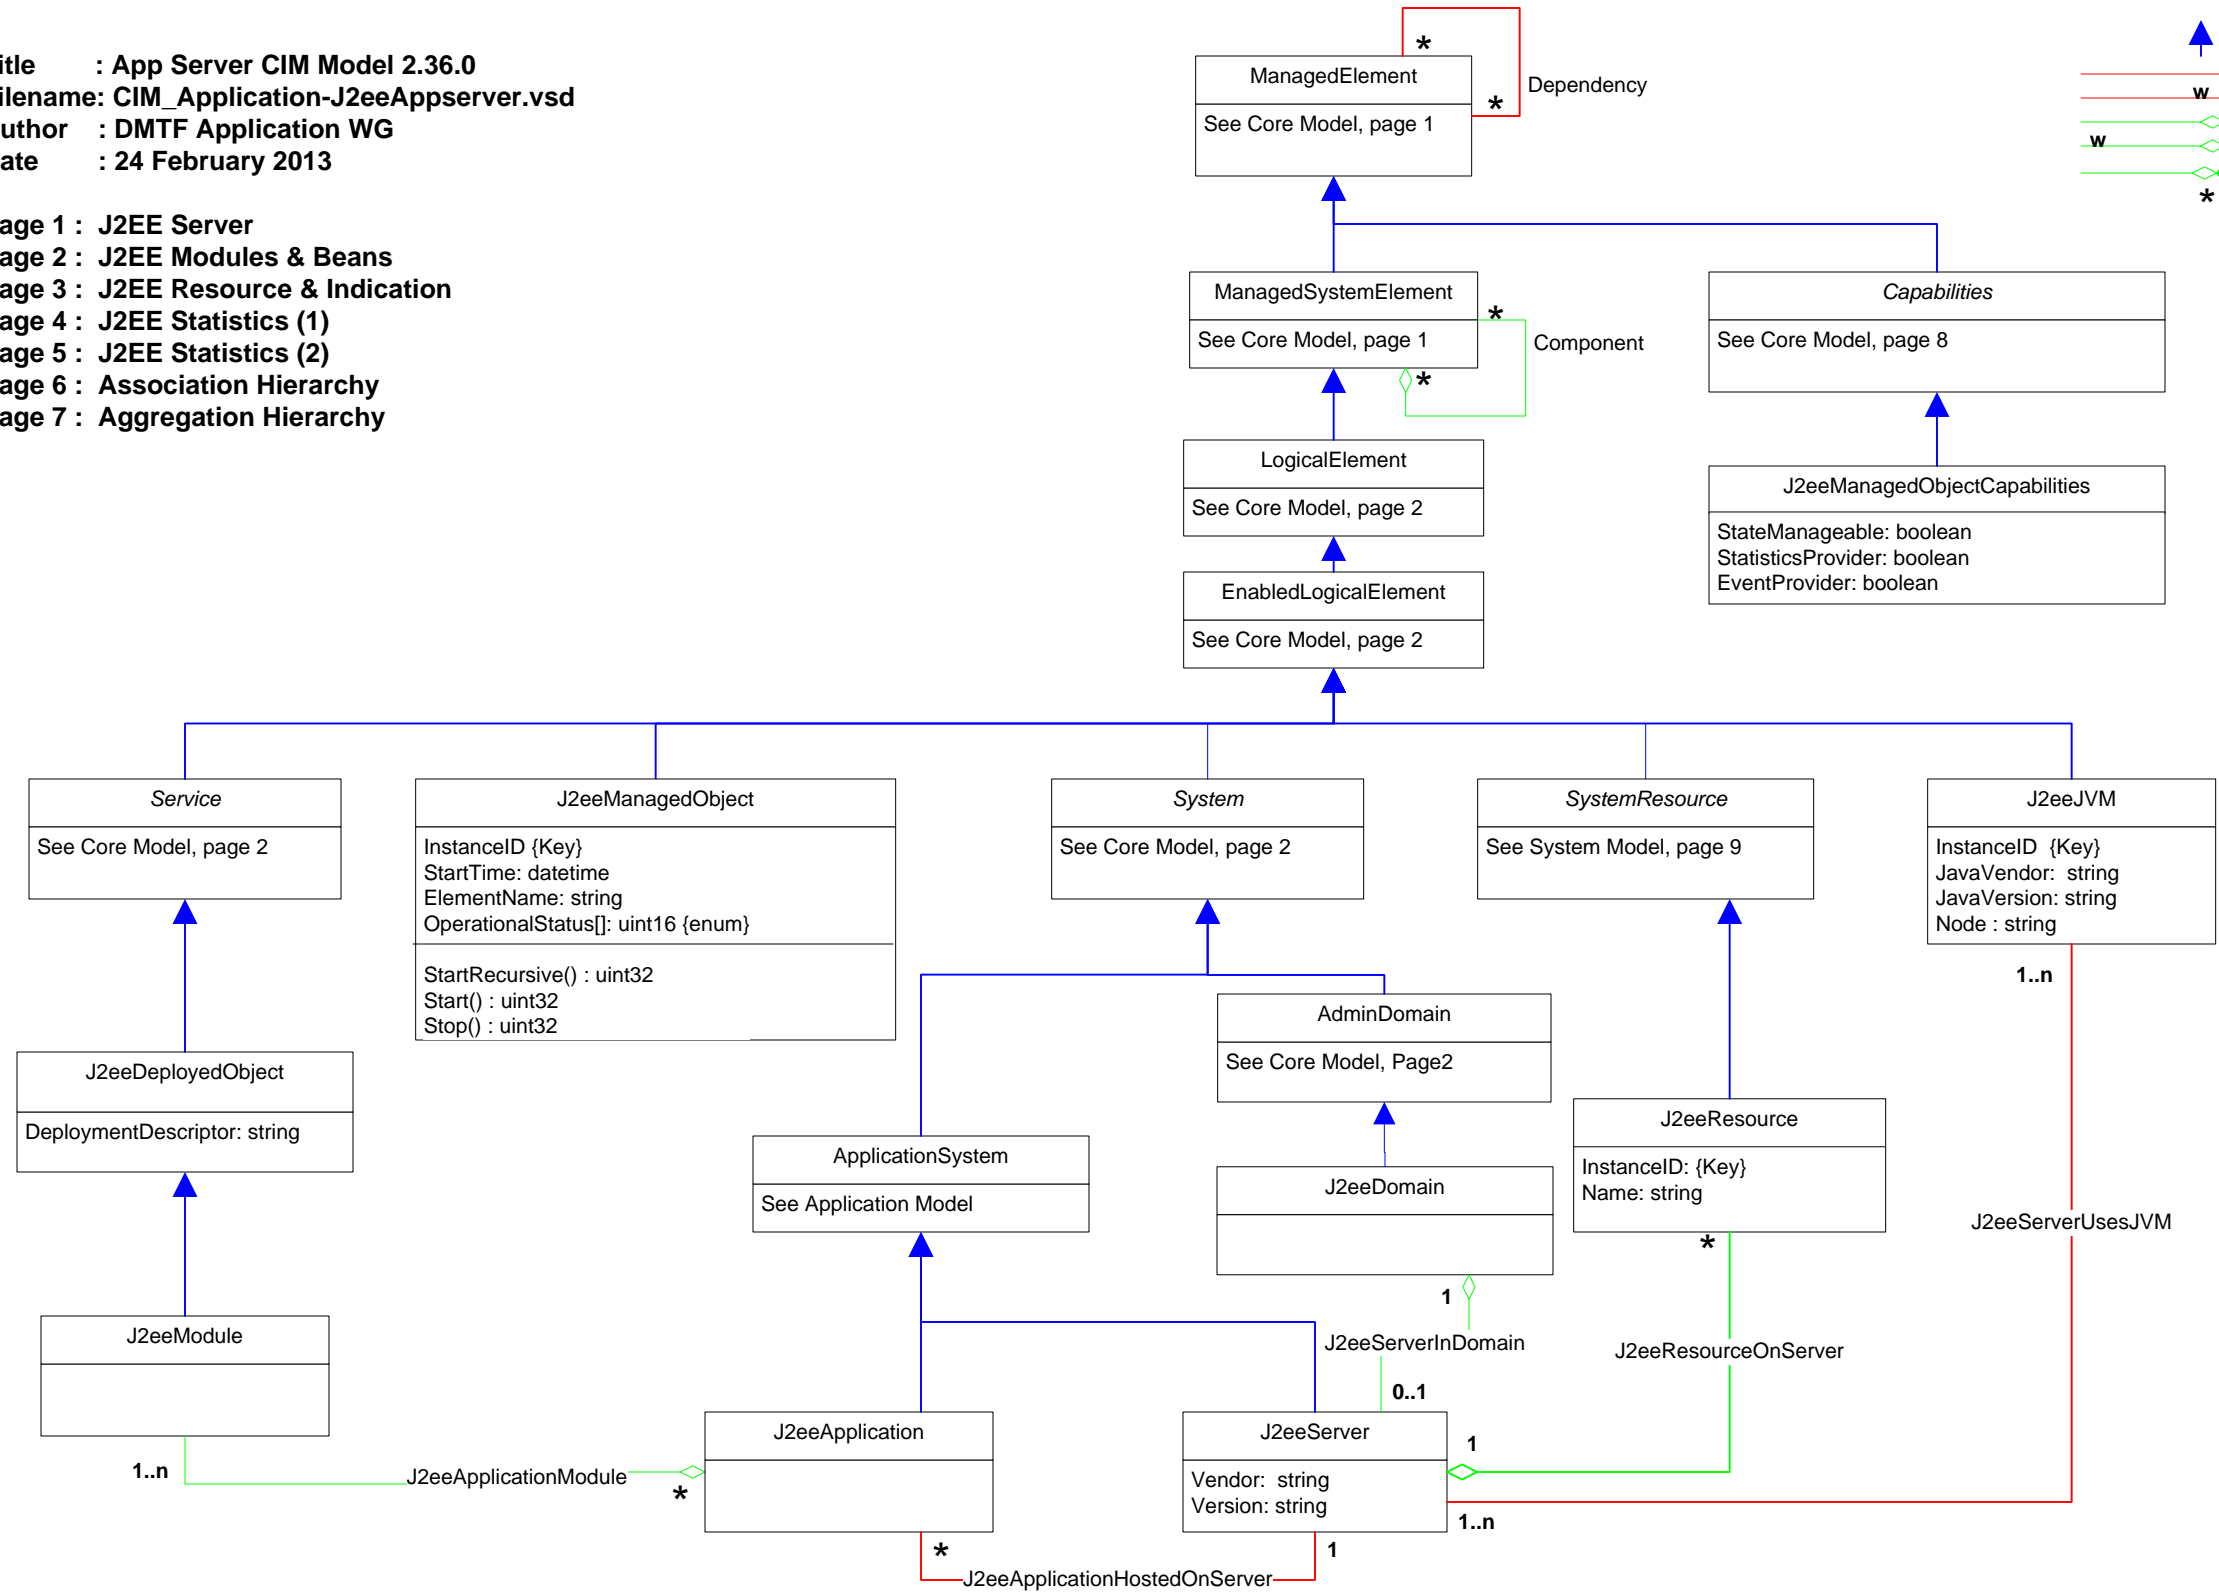 itle : App Server CIM Model 2.36.0
ilename: CIM_Application-J2eeAppserver.vsd
uthor : DMTF Application WG
ate : 24 February 2013
age 1 : J2EE Server
age 2 : J2EE Modules & Beans
age 3 : J2EE Resource & Indication
age 4 : J2EE Statistics (1)
age 5 : J2EE Statistics (2)
age 6 : Association Hierarchy
age 7 : Aggregation Hierarchy
w
w
*
ManagedElement
See Core Model, page 1
*
*
Dependency
ManagedSystemElement
See Core Model, page 1
*
*
Component
Capabilities
See Core Model, page 8
LogicalElement
See Core Model, page 2
J2eeManagedObjectCapabilities
StateManageable: boolean
StatisticsProvider: boolean
EventProvider: boolean
EnabledLogicalElement
See Core Model, page 2
Service
See Core Model, page 2
J2eeManagedObject
InstanceID {Key}
StartTime: datetime
ElementName: string
OperationalStatus[]: uint16 {enum}
StartRecursive() : uint32
Start() : uint32
Stop() : uint32
System
See Core Model, page 2
SystemResource
See System Model, page 9
J2eeJVM
InstanceID {Key}
JavaVendor: string
JavaVersion: string
Node : string
1..n
AdminDomain
See Core Model, Page2
J2eeDeployedObject
DeploymentDescriptor: string
ApplicationSystem
See Application Model
J2eeDomain
J2eeResource
InstanceID: {Key}
Name: string
*
J2eeServerUsesJVM
1
J2eeServerInDomain
0..1
J2eeResourceOnServer
J2eeModule
1..n
J2eeApplicationModule
*
J2eeApplication
J2eeServer
Vendor: string
Version: string
1
1..n
*
J2eeApplicationHostedOnServer
1